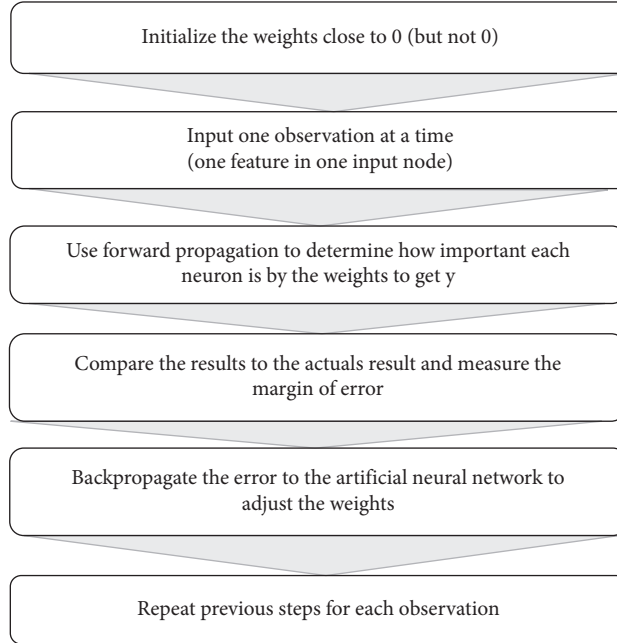 Initialize the weights close to 0 (but not 0)
Input one observation at a time
(one feature in one input node)
Use forward propagation to determine how important each
neuron is by the weights to get y
Compare the results to the actuals result and measure the
margin of error
Backpropagate the error to the artificial neural network to
adjust the weights
Repeat previous steps for each observation